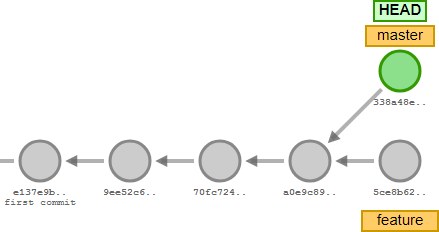 HEAD
master
338a48e..
e137e9b..
first commit
9ee52c6..
70fc724..
a0e9c89..
5ce8b62..
feature